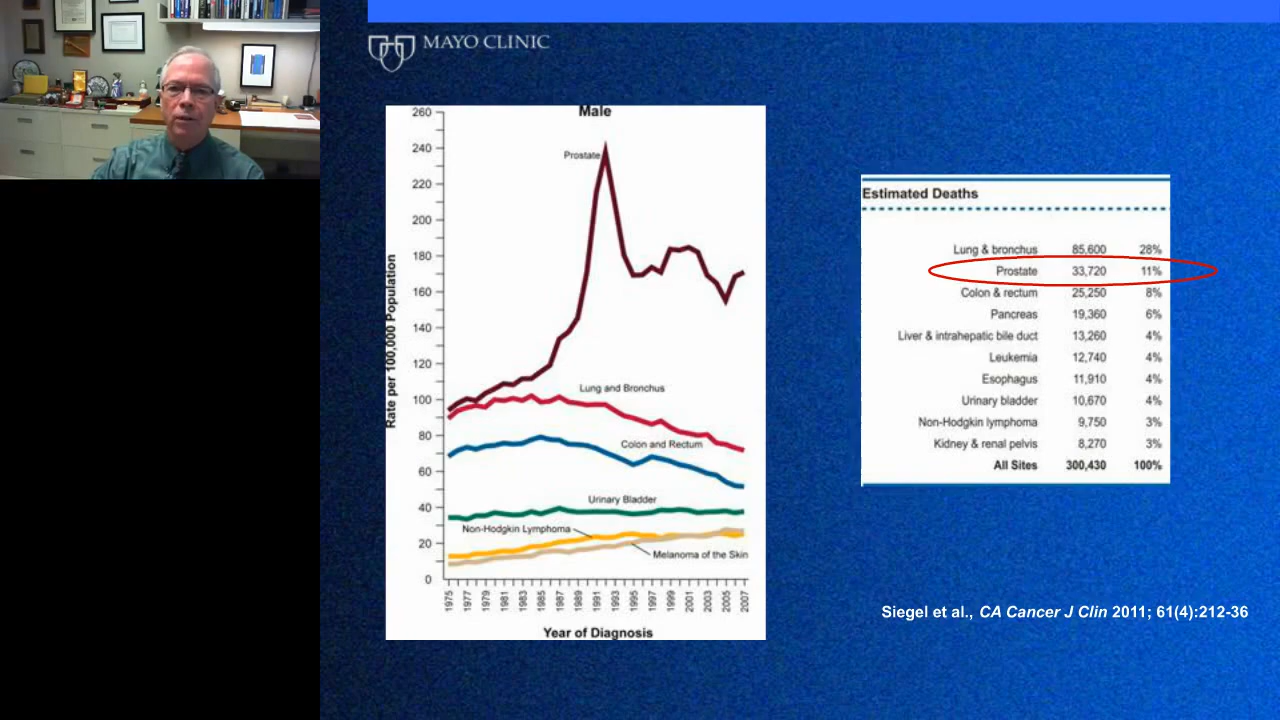 MAYO CLINIC
Male
260
240
220
200
180
160
140
120
100
80
60
40
20
0
Rate per 100,000 Population
Prostate
Lung and Bronchus
Colon and Rectum
Urinary Bladder
Non-Hodgkin Lymphoma
Melanoma of the Skin
1975 1977 1979 1981 1983 1985 1987 1989 1991 1993 1995 1997 1999 2001 2003 2005 2007
Year of Diagnosis
Estimated Deaths
Lung & bronchus 85,600 28%
Prostate 33,720 11%
Colon & rectum 25,250 8%
Pancreas 19,360 6%
Liver & intrahepatic bile duct 13,260 4%
Leukemia 12,740 4%
Esophagus 11,910 4%
Urinary bladder 10,670 4%
Non-Hodgkin lymphoma 9,750 3%
Kidney & renal pelvis 8,270 3%
All Sites 300,430 100%
Siegel et al., CA Cancer J Clin 2011; 61(4):212-36